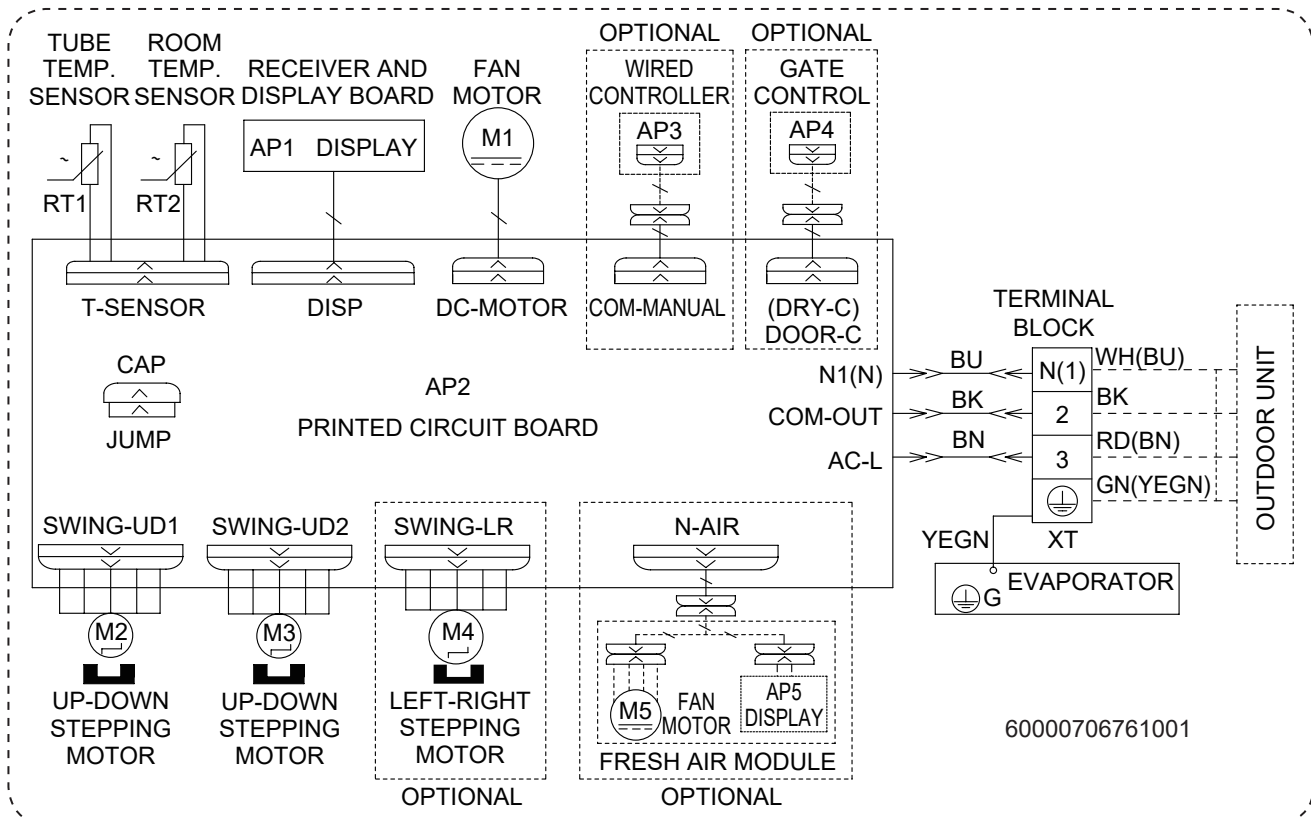 TUBE
TEMP.
SENSOR
ROOM
TEMP.
SENSOR
RECEIVER AND
DISPLAY BOARD
FAN
MOTOR
OPTIONAL
WIRED
CONTROLLER
OPTIONAL
GATE
CONTROL
~
RT1
~
RT2
AP1 DISPLAY
M1
AP3
AP4
T-SENSOR
DISP
DC-MOTOR
COM-MANUAL
(DRY-C)
DOOR-C
CAP
JUMP
AP2
PRINTED CIRCUIT BOARD
N1(N)
COM-OUT
AC-L
BU
BK
BN
TERMINAL
BLOCK
N(1)
2
3
XT
WH(BU)
BK
RD(BN)
GN(YEGN)
OUTDOOR UNIT
YEGN
G
EVAPORATOR
SWING-UD1
SWING-UD2
SWING-LR
N-AIR
M2
UP-DOWN
STEPPING
MOTOR
M3
UP-DOWN
STEPPING
MOTOR
M4
LEFT-RIGHT
STEPPING
MOTOR
OPTIONAL
M5
FAN
MOTOR
AP5
DISPLAY
FRESH AIR MODULE
OPTIONAL
60000706761001